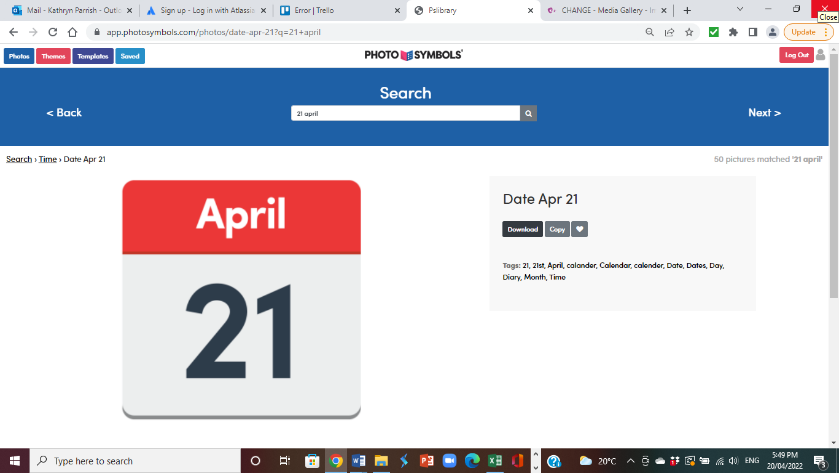 Mail - Kathryn Parrish - Outlo
Sign up - Log in with Atlassia
Error | Trello
Pslibrary
CHANGE - Media Gallery - In
Close
app.photosymbols.com/photos/date-apr-21?q=21+april
Update
Photos
Themes
Templates
Saved
PHOTO SYMBOLS
Log Out
Search
< Back
21 april
Next >
Search › Time › Date Apr 21
50 pictures matched '21 april'
April
21
Date Apr 21
Download
Copy
Tags: 21, 21st, April, calander, Calendar, calender, Date, Dates, Day,
Diary, Month, Time
Type here to search
20°C
ENG
5:49 PM
20/04/2022